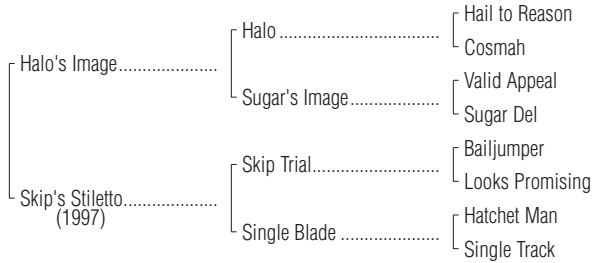 Hail to Reason
Halo
Cosmah
Halo's Image
Valid Appeal
Sugar's Image
Sugar Del
Bailjumper
Skip Trial
Looks Promising
Skip's Stiletto
(1997)
Hatchet Man
Single Blade
Single Track